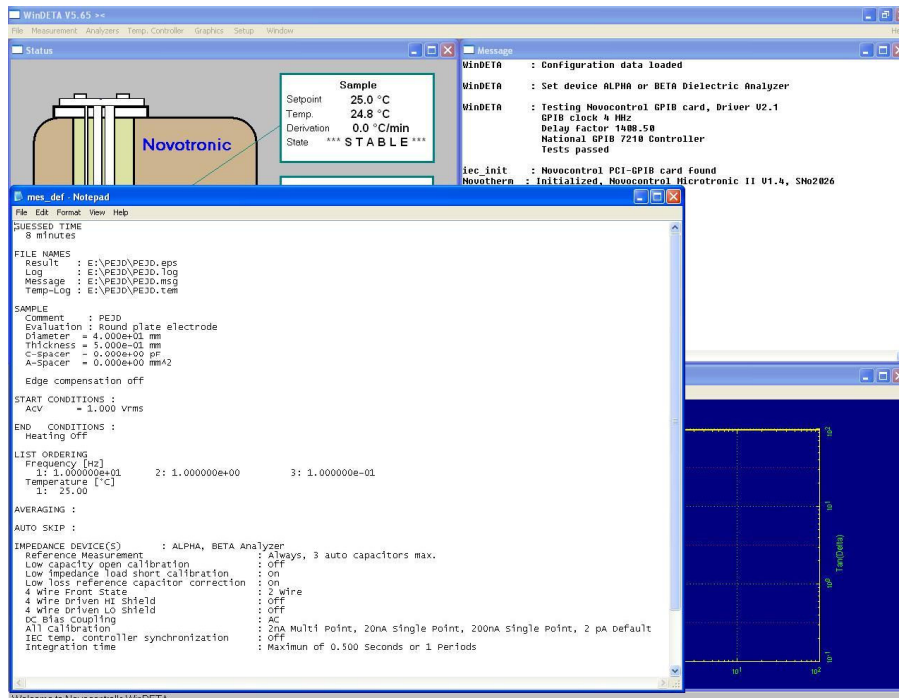 WinDETA V5.65 ><
File Measurement Analyzers Temp. Controller Graphics Setup Window
Status
Sample
Setpoint 25.0 °C
Temp. 24.8 °C
Derivation 0.0 °C/min
State *** S T A B L E ***
Novotronic
Message
WinDETA : Configuration data loaded
WinDETA : Set device ALPHA or BETA Dielectric Analyzer
WinDETA : Testing Novocontrol GPIB card, Driver V2.1
GPIB clock 4 MHz
Delay Factor 1408.50
National GPIB 7210 Controller
Tests passed
iec_init : Novocontrol PCI-GPIB card found
Novotherm : Initialized, Novocontrol Microtronic II V1.4, SNo2026
mes_def - Notepad
File Edit Format View Help
GUESSED TIME
8 minutes
FILE NAMES
Result : E:\PEJD\PEJD.eps
Log : E:\PEJD\PEJD.log
Message : E:\PEJD\PEJD.msg
Temp-Log : E:\PEJD\PEJD.tem
SAMPLE
Comment : PEJD
Evaluation : Round plate electrode
Diameter = 4.000e+01 mm
Thickness = 5.000e-01 mm
C-Spacer = 0.000e+00 pF
A-Spacer = 0.000e+00 mm^2
Edge compensation off
START CONDITIONS :
AcV = 1.000 Vrms
END CONDITIONS :
Heating Off
LIST ORDERING
Frequency [Hz]
1: 1.000000e+01 2: 1.000000e+00 3: 1.000000e-01
Temperature [°C]
1: 25.00
AVERAGING :
AUTO SKIP :
IMPEDANCE DEVICE(S) : ALPHA, BETA Analyzer
Reference Measurement : Always, 3 auto capacitors max.
Low capacity open calibration : Off
Low impedance load short calibration : On
Low loss reference capacitor correction : On
4 Wire Front State : 2 Wire
4 Wire Driven HI Shield : Off
4 Wire Driven LO Shield : Off
DC Bias Coupling : AC
All Calibration : 2nA Multi Point, 20nA Single Point, 200nA Single Point, 2 pA Default
IEC temp. controller synchronization : Off
Integration time : Maximun of 0.500 Seconds or 1 Periods
10²
10¹
Tan(Delta)
10⁰
10⁻¹
10¹ 10²